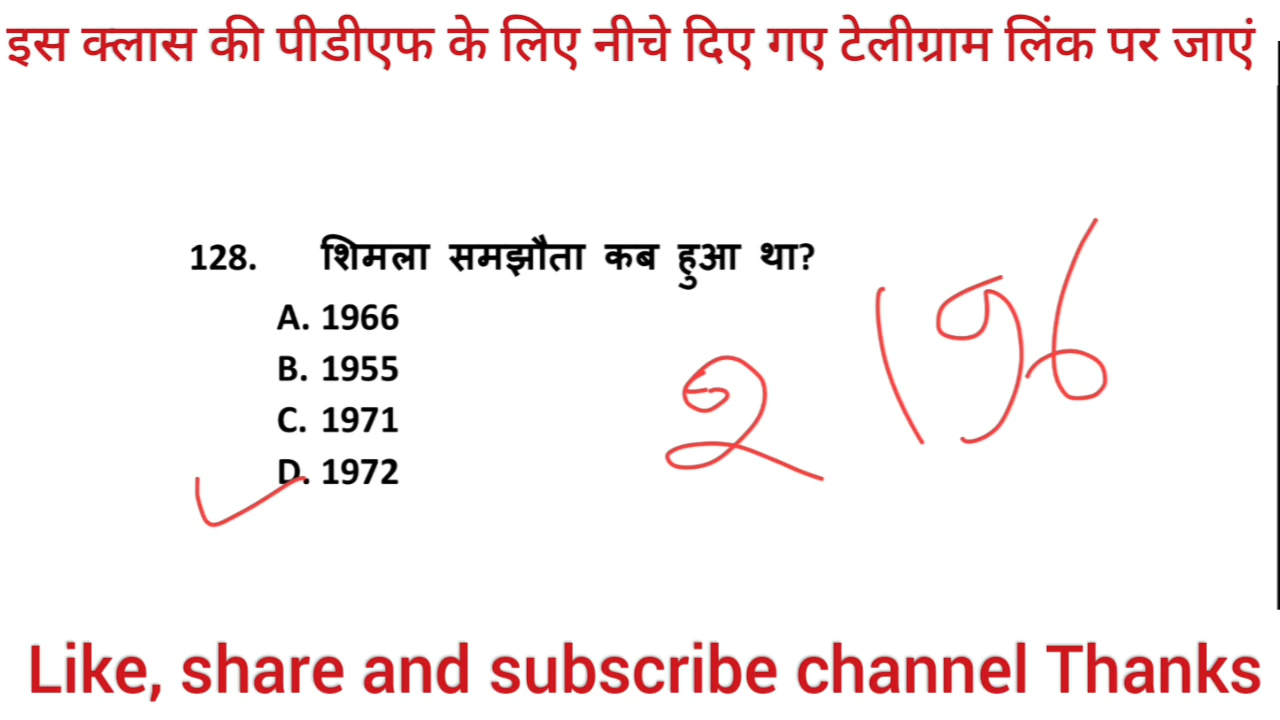 इस क्लास की पीडीएफ के लिए नीचे दिए गए टेलीग्राम लिंक पर जाएं
128. शिमला समझौता कब हुआ था?
A. 1966
B. 1955
C. 1971
D. 1972
2
196
Like, share and subscribe channel Thanks